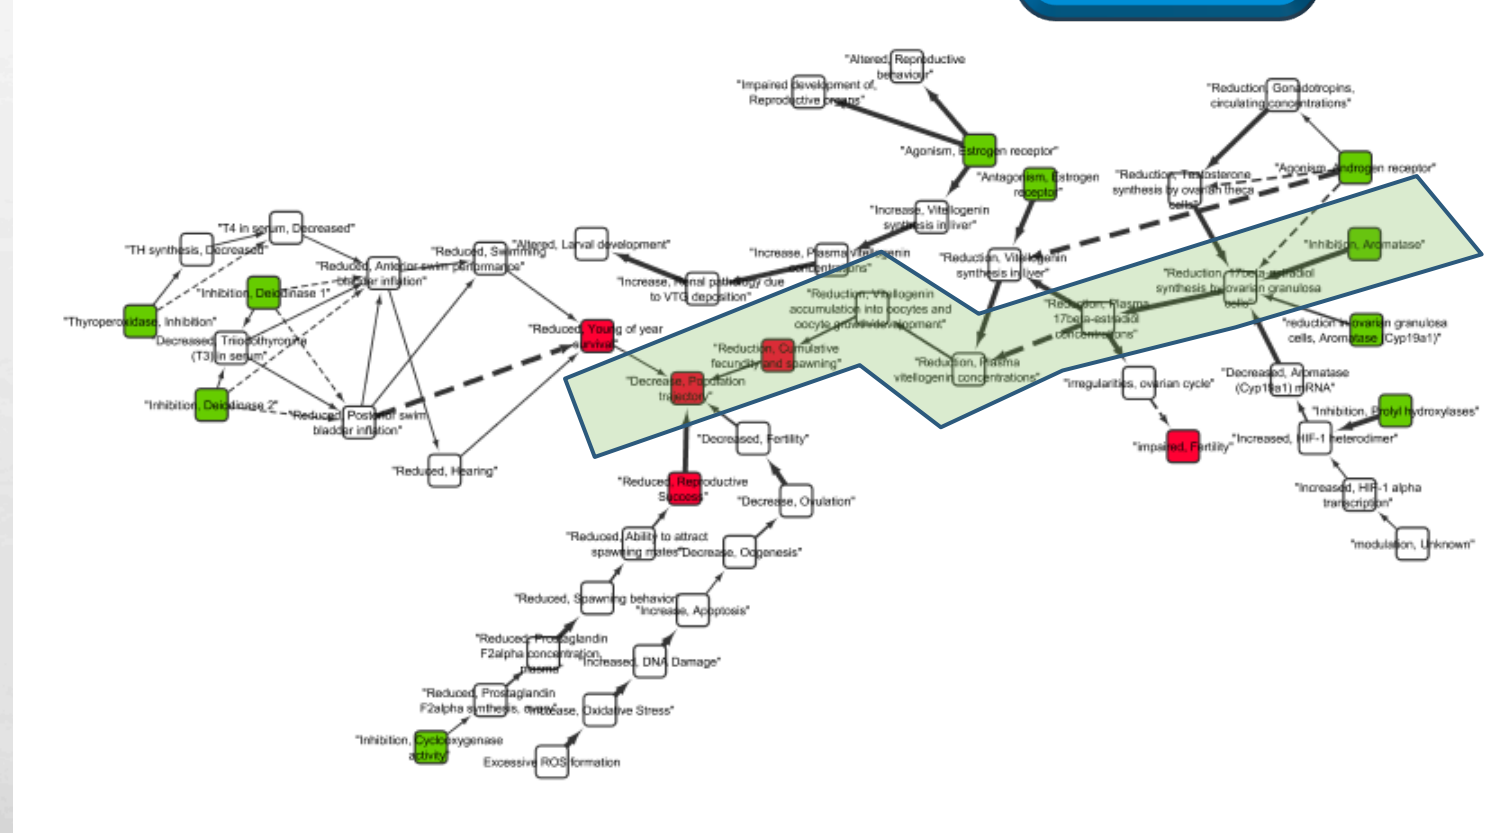 "Altered, Reproductive
behaviour"
"Impaired development of,
Reproductive organs"
"Reduction, Gonadotropins,
circulating concentrations"
"Agonism, Estrogen receptor"
"Agonism, Androgen receptor"
"Antagonism, Estrogen
receptor"
"Reduction, Testosterone
synthesis by ovarian theca
cells"
"Increase, Vitellogenin
synthesis in liver"
"T4 in serum, Decreased"
"TH synthesis, Decreased"
"Reduced, Swimming
performance"
"Altered, Larval development"
"Increase, Plasma vitellogenin
concentrations"
"Reduction, Vitellogenin
synthesis in liver"
"Inhibition, Aromatase"
"Reduced, Anterior swim
bladder inflation"
"Increase, Renal pathology due
to VTG deposition"
"Reduction, 17beta-estradiol
synthesis by ovarian granulosa
cells"
"Inhibition, Deiodinase 1"
"Reduction, Vitellogenin
accumulation into oocytes and
oocyte growth/development"
"Reduction, Plasma
17beta-estradiol
concentrations"
"Thyroperoxidase, Inhibition"
"Reduced, Young of year
survival"
"reduction in ovarian granulosa
cells, Aromatase (Cyp19a1)"
"Decreased, Triiodothyronine
(T3) in serum"
"Reduction, Cumulative
fecundity and spawning"
"Reduction, Plasma
vitellogenin concentrations"
"Decreased, Aromatase
(Cyp19a1) mRNA"
"Decrease, Population
trajectory"
"irregularities, ovarian cycle"
"Inhibition, Deiodinase 2"
"Reduced, Posterior swim
bladder inflation"
"Inhibition, Prolyl hydroxylases"
"Decreased, Fertility"
"impaired, Fertility"
"Increased, HIF-1 heterodimer"
"Reduced, Hearing"
"Reduced, Reproductive
Success"
"Decrease, Ovulation"
"Increased, HIF-1 alpha
transcription"
"Reduced, Ability to attract
spawning mates"
"Decrease, Oogenesis"
"modulation, Unknown"
"Reduced, Spawning behavior"
"Increase, Apoptosis"
"Reduced, Prostaglandin
F2alpha concentration,
plasma"
"Increased, DNA Damage"
"Reduced, Prostaglandin
F2alpha synthesis, ovary"
"Increase, Oxidative Stress"
"Inhibition, Cyclooxygenase
activity"
Excessive ROS formation